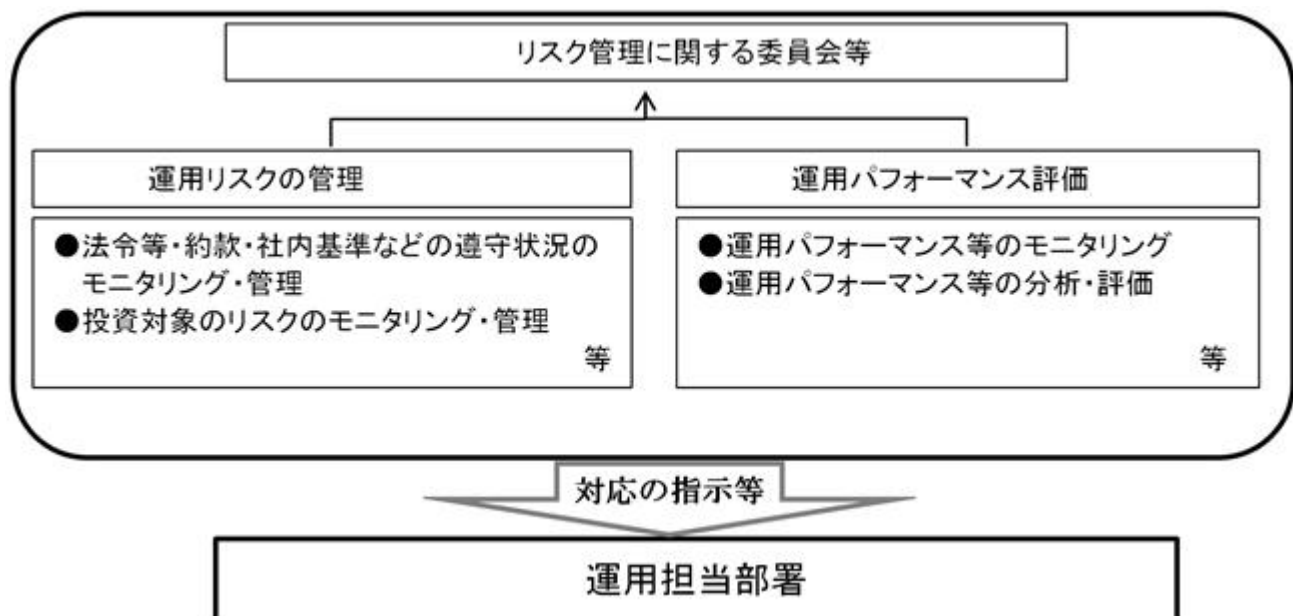 リスク管理に関する委員会等
運用リスクの管理
●法令等・約款・社内基準などの遵守状況の
モニタリング・管理
●投資対象のリスクのモニタリング・管理
等
運用パフォーマンス評価
●運用パフォーマンス等のモニタリング
●運用パフォーマンス等の分析・評価
等
対応の指示等
運用担当部署